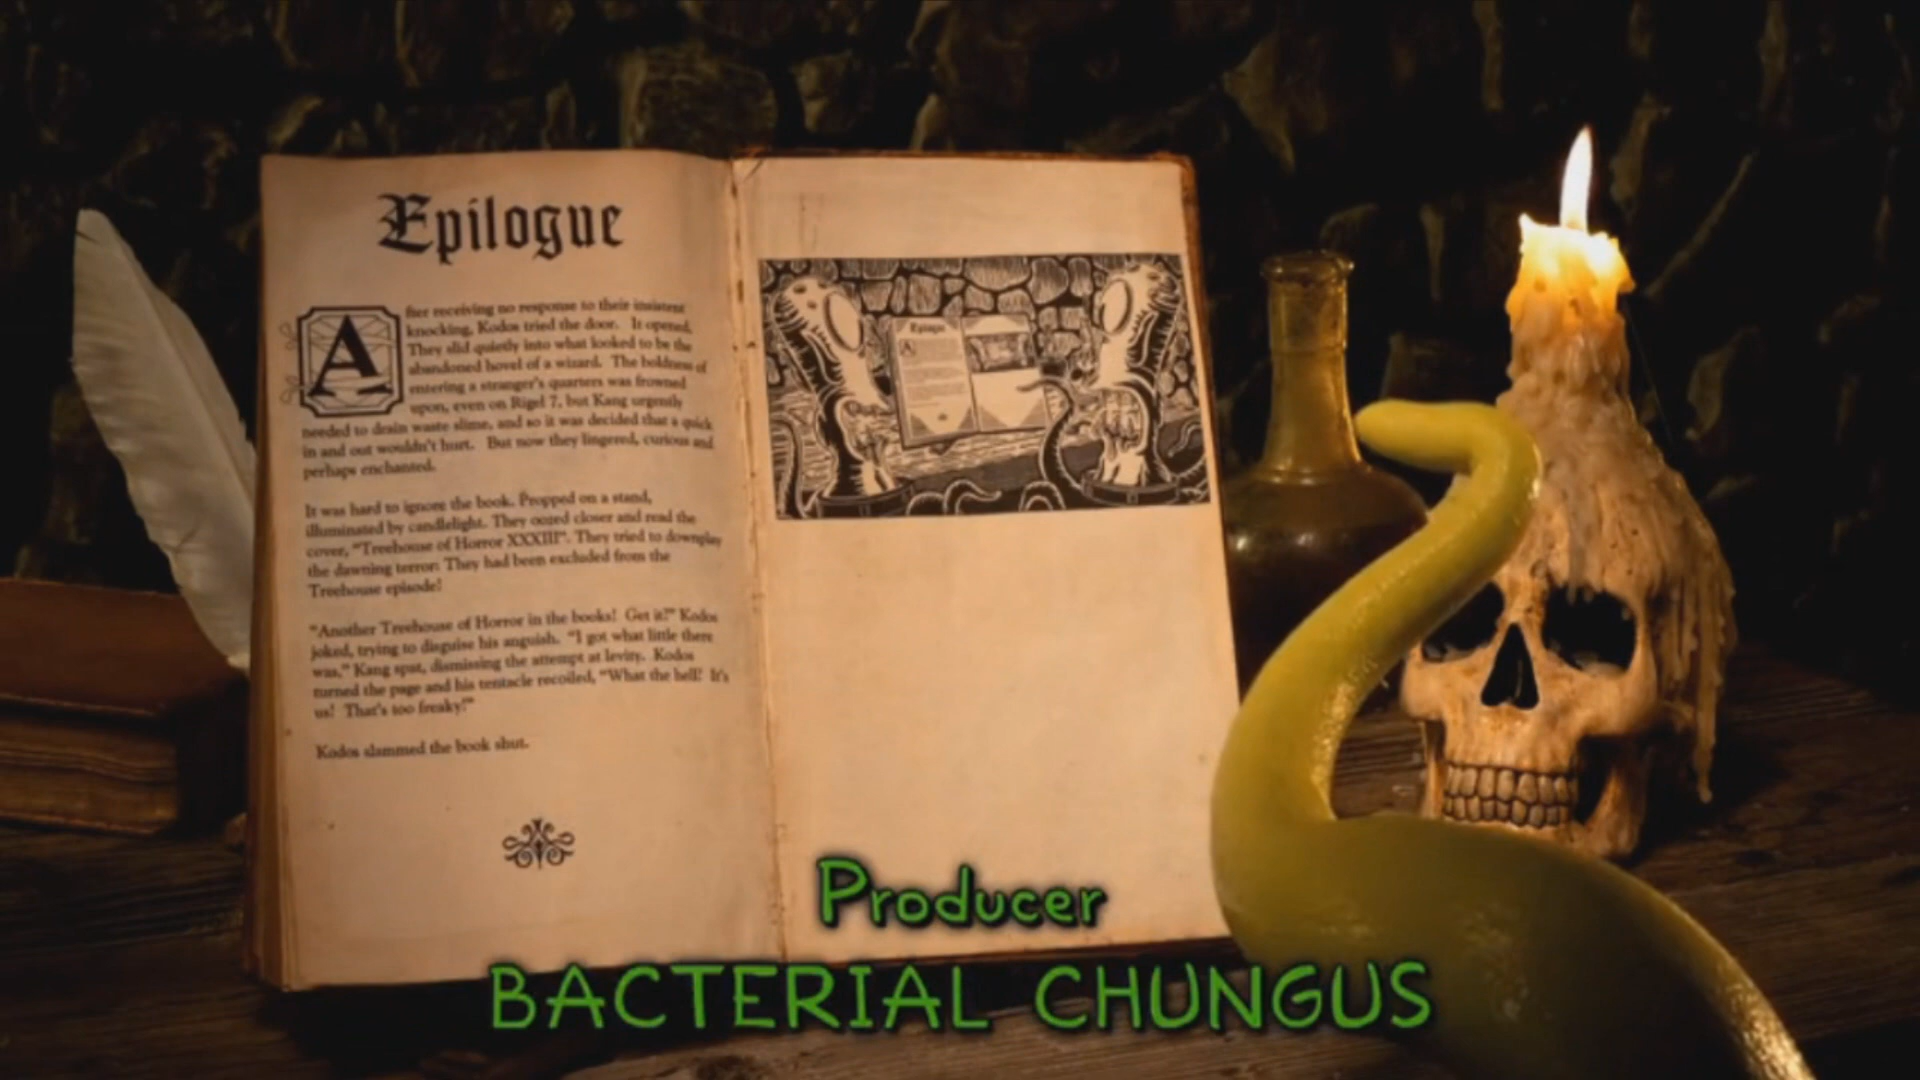 Epilogue
After receiving no response to their insistent
knocking, Kodos tried the door. It opened.
They slid quietly into what looked to be the
abandoned hovel of a wizard. The boldness of
entering a stranger's quarters was frowned
upon, even on Rigel 7, but Kang urgently
needed to drain waste slime, and so it was decided that a quick
in and out wouldn't hurt. But now they lingered, curious and
perhaps enchanted.
It was hard to ignore the book. Propped on a stand,
illuminated by candlelight. They oozed closer and read the
cover, “Treehouse of Horror XXXIII”. They tried to downplay
the dawning terror: They had been excluded from the
Treehouse episode!
“Another Treehouse of Horror in the books! Get it?” Kodos
joked, trying to disguise his anguish. “I got what little there
was,” Kang spat, dismissing the attempt at levity. Kodos
turned the page and his tentacle recoiled, “What the hell! It's
us! That's too freaky!”
Kodos slammed the book shut.
Epilogue
A
Producer
BACTERIAL CHUNGUS